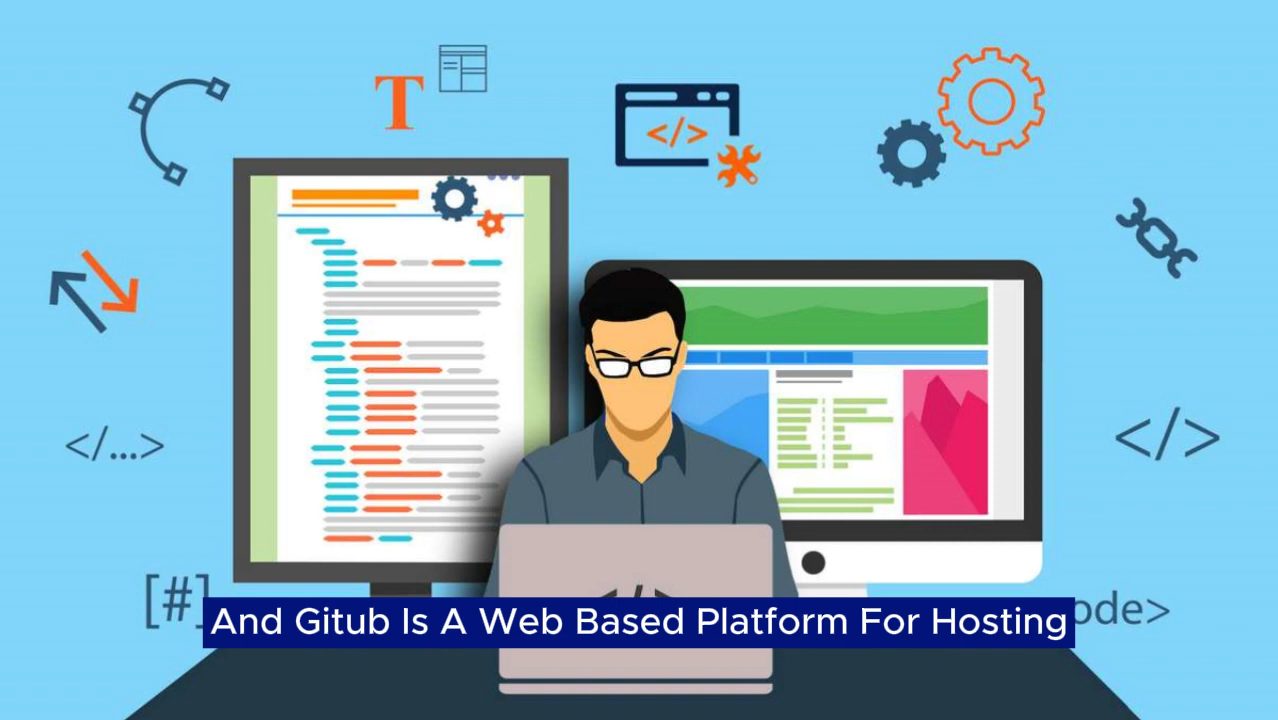 T
</>
</...>
</>
[#]
ode>
And Gitub Is A Web Based Platform For Hosting